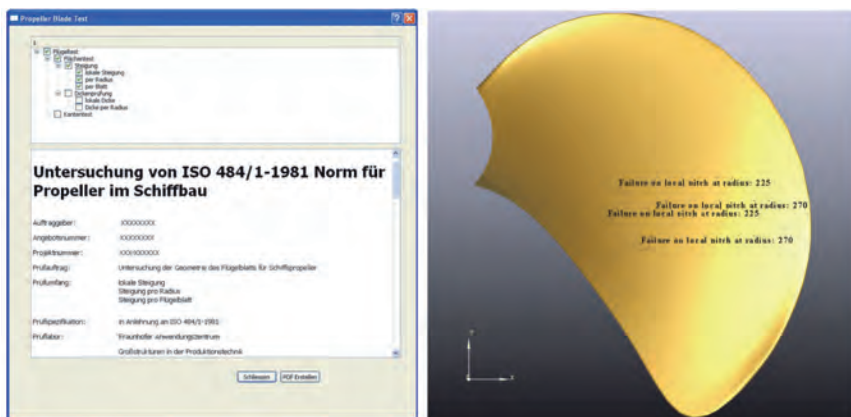 Propeller Blade Test
1
Flügeltest
Flächentest
Steigung
lokale Steigung
per Radius
per Blatt
Dickenprüfung
lokale Dicke
Dicke per Radius
Kantentest
Untersuchung von ISO 484/1-1981 Norm für
Propeller im Schiffbau
Auftraggeber: XXXXXXXX
Angebotsnummer: XXXXXXXX
Projektnummer: XXXXXXXXX
Prüfauftrag: Untersuchung der Geometrie des Flügelblatts für Schiffspropeller
Prüfumfang: lokale Steigung
Steigung pro Radius
Steigung pro Flügelblatt
Prüfspezifikation: in Anlehnung an ISO 484/1-1981
Prüflabor: Fraunhofer Anwendungszentrum
Großstrukturen in der Produktionstechnik
Schliessen PDF Erstellen
Failure on local pitch at radius: 225
Failure on local pitch at radius: 270
Failure on local pitch at radius: 225
Failure on local pitch at radius: 270
Y
X